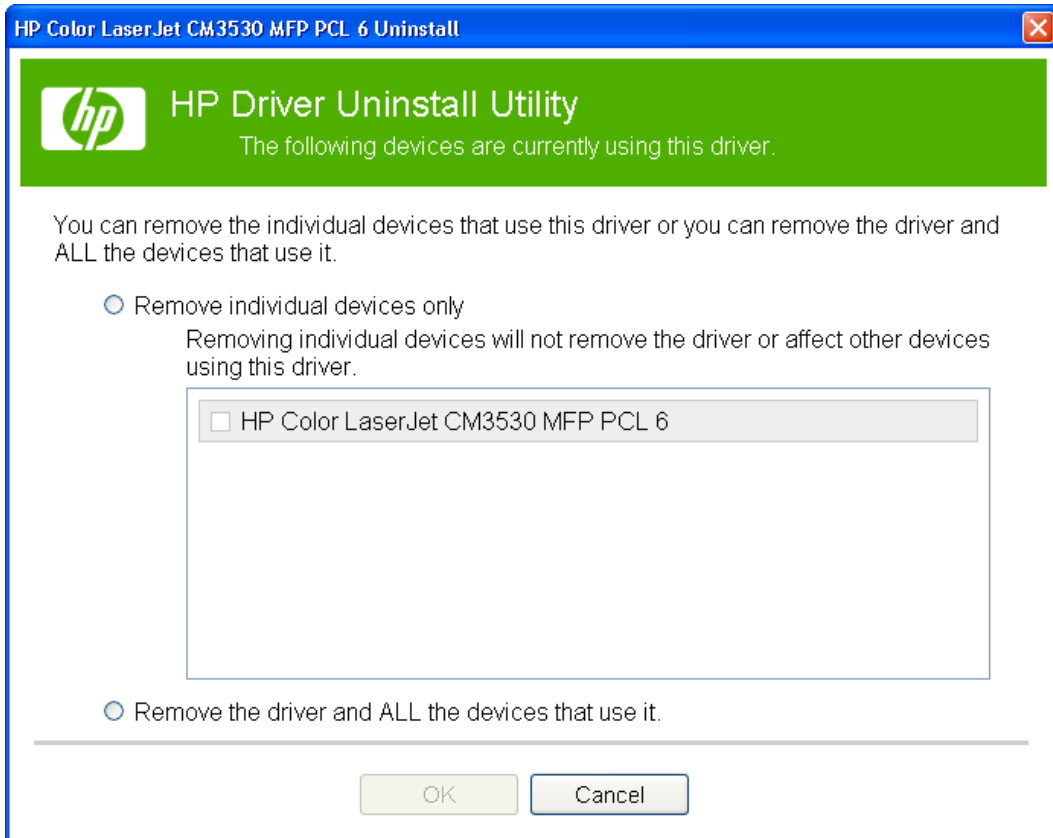 HP Color LaserJet CM3530 MFP PCL 6 Uninstall
hp
HP Driver Uninstall Utility
The following devices are currently using this driver.
You can remove the individual devices that use this driver or you can remove the driver and
ALL the devices that use it.
Remove individual devices only
Removing individual devices will not remove the driver or affect other devices
using this driver.
HP Color LaserJet CM3530 MFP PCL 6
Remove the driver and ALL the devices that use it.
OK
Cancel